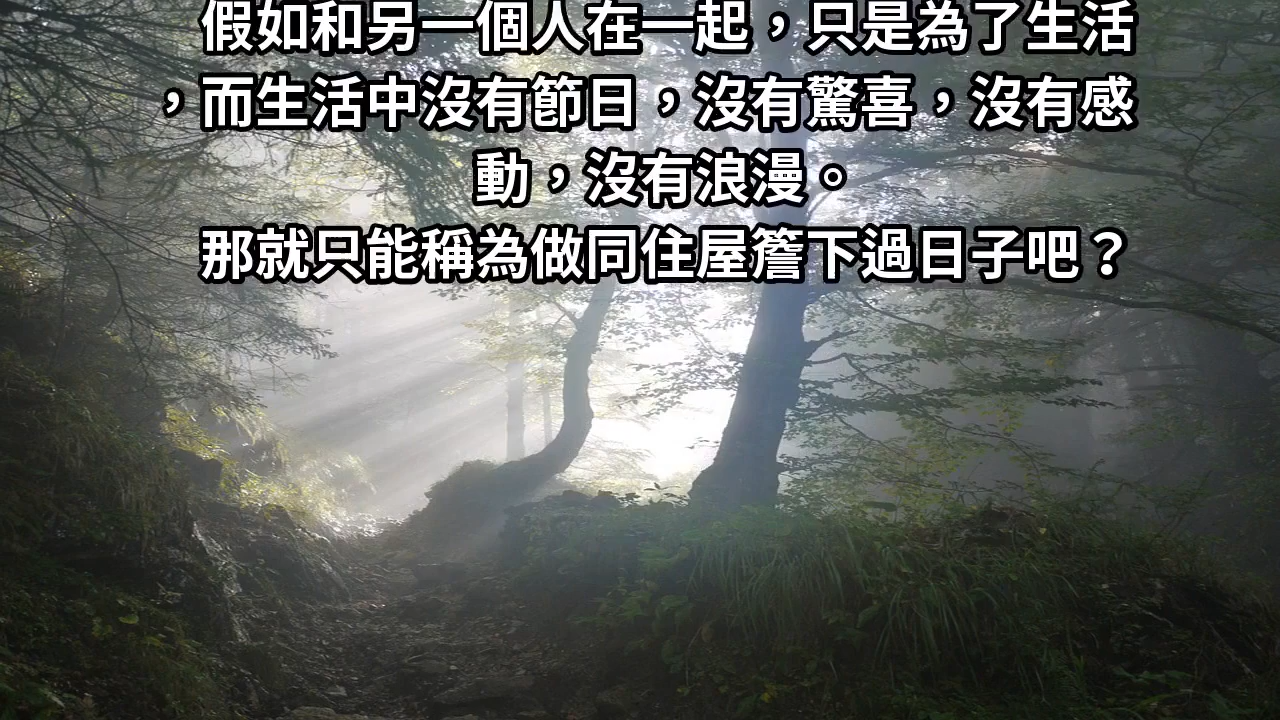 假如和另一個人在一起，只是為了生活
，而生活中沒有節日，沒有驚喜，沒有感
動，沒有浪漫。
那就只能稱為做同住屋簷下過日子吧？